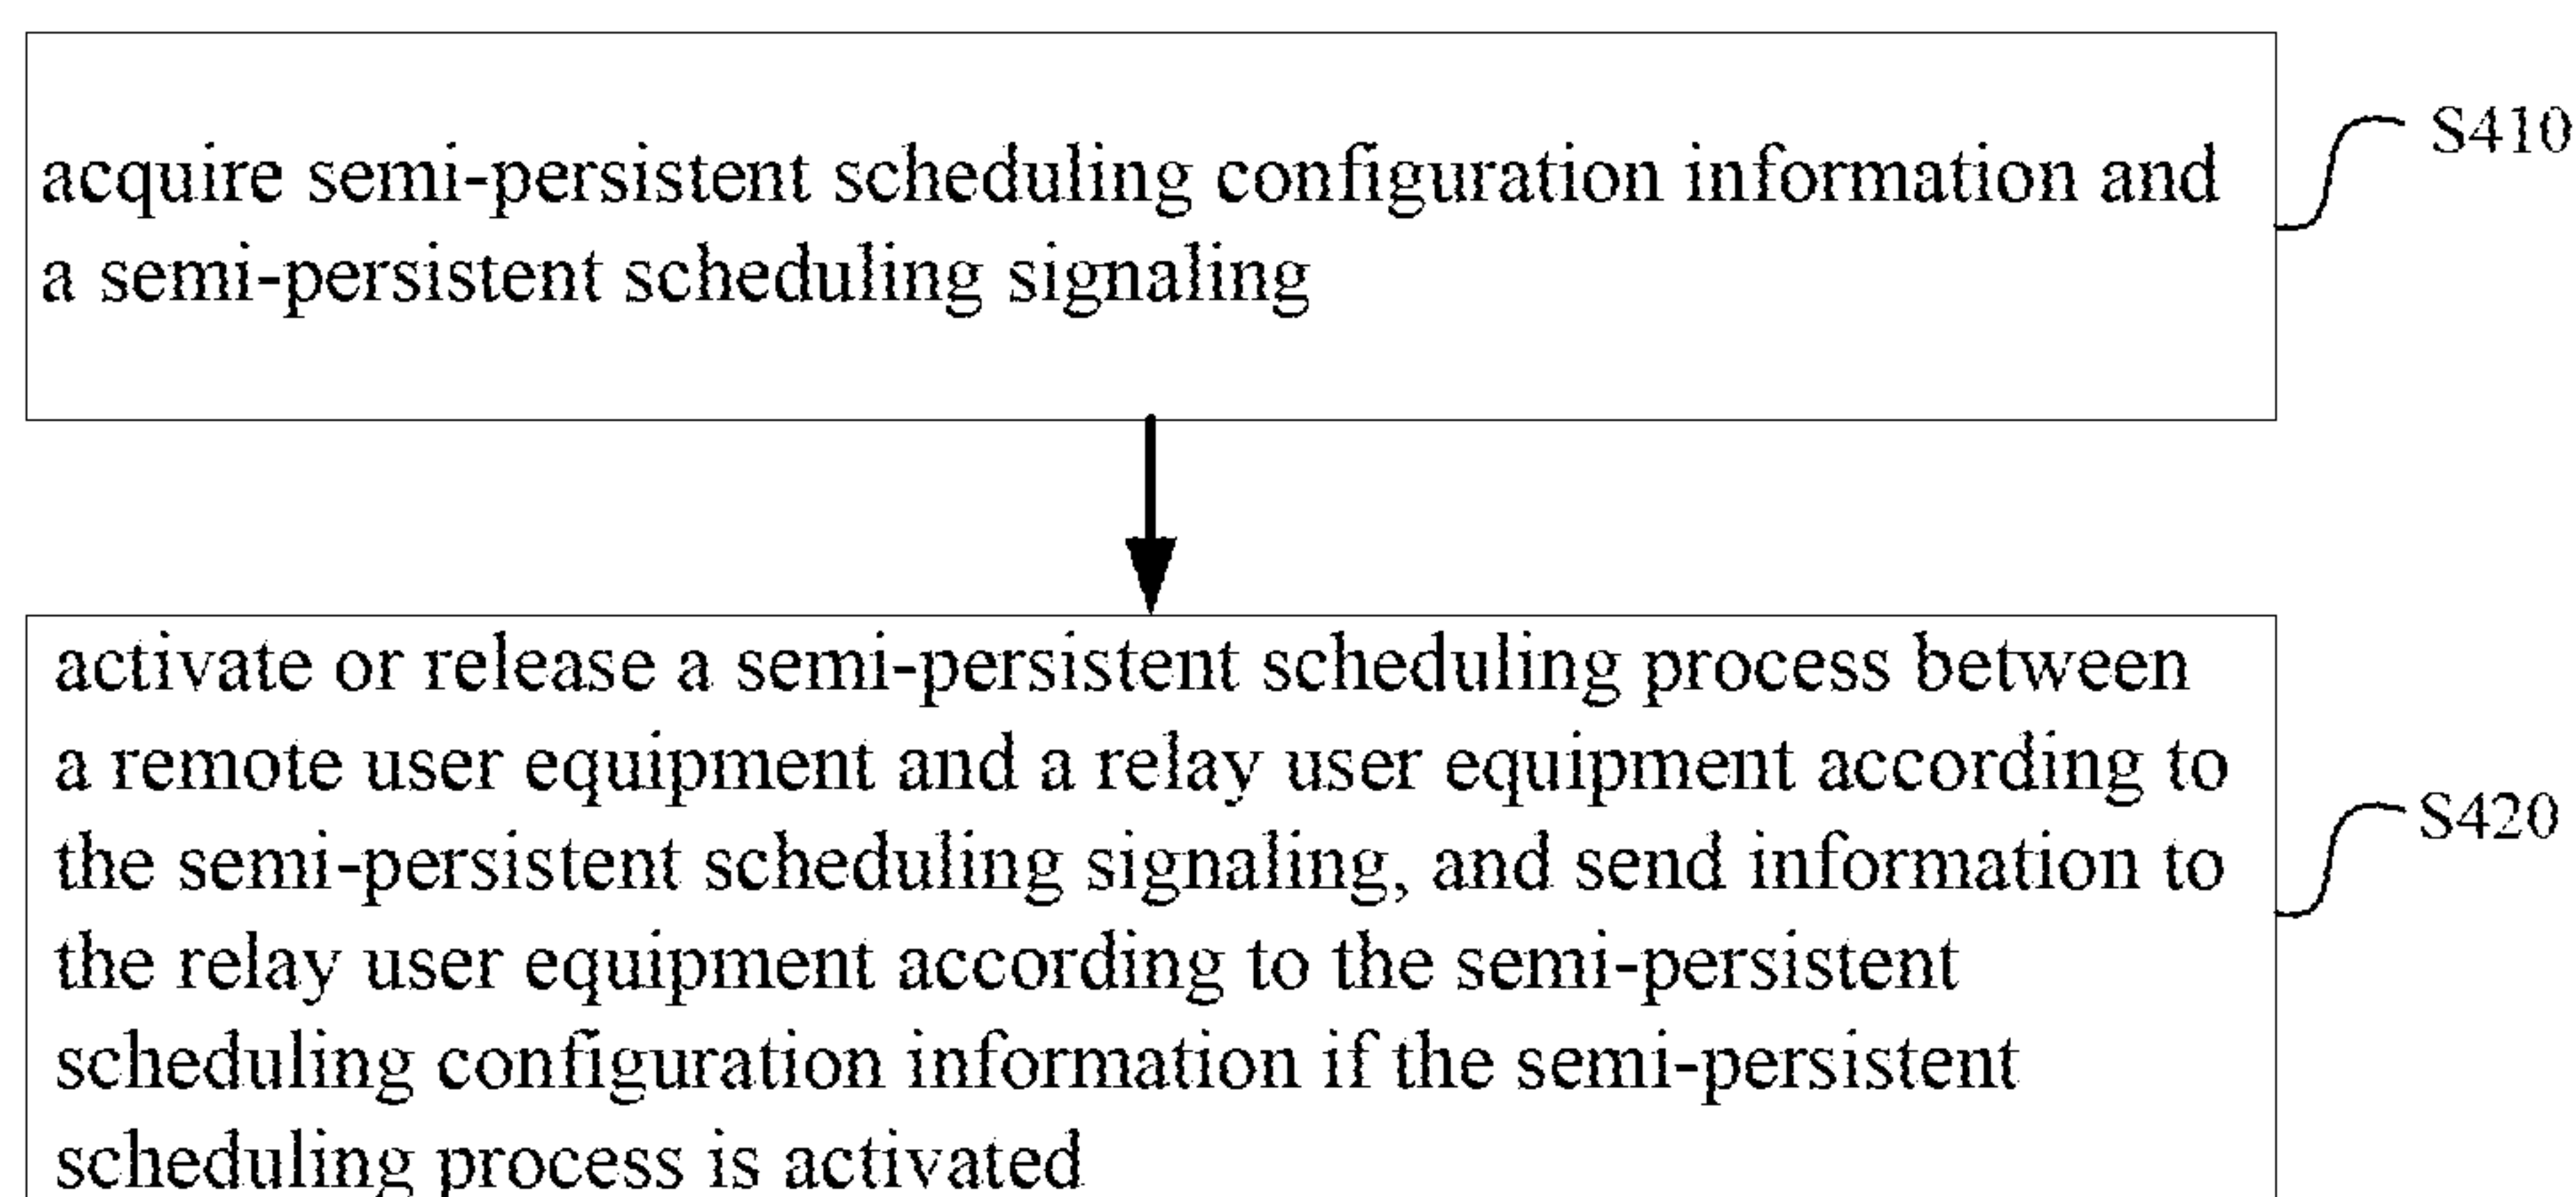 acquire semi-persistent scheduling configuration information and
a semi-persistent scheduling signaling
S410
activate or release a semi-persistent scheduling process between
a remote user equipment and a relay user equipment according to
the semi-persistent scheduling signaling, and send information to
the relay user equipment according to the semi-persistent
scheduling configuration information if the semi-persistent
scheduling process is activated
S420